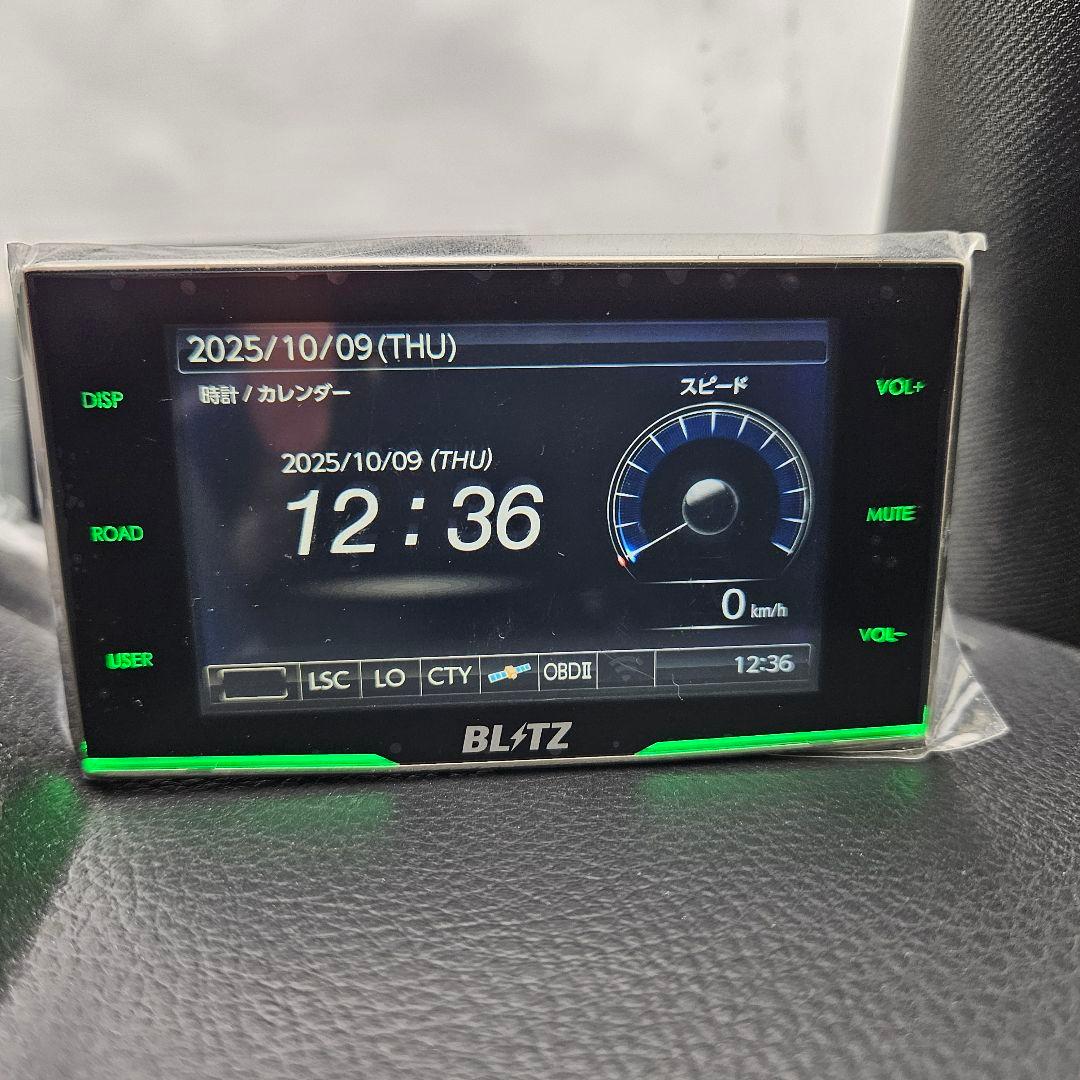 2025/10/09(THU)
時計/カレンダー
スピード
2025/10/09 (THU)
12:36
0 km/h
LSC LO CTY OBDⅡ 12:36
DISP
ROAD
USER
VOL+
MUTE
VOL-
BLITZ